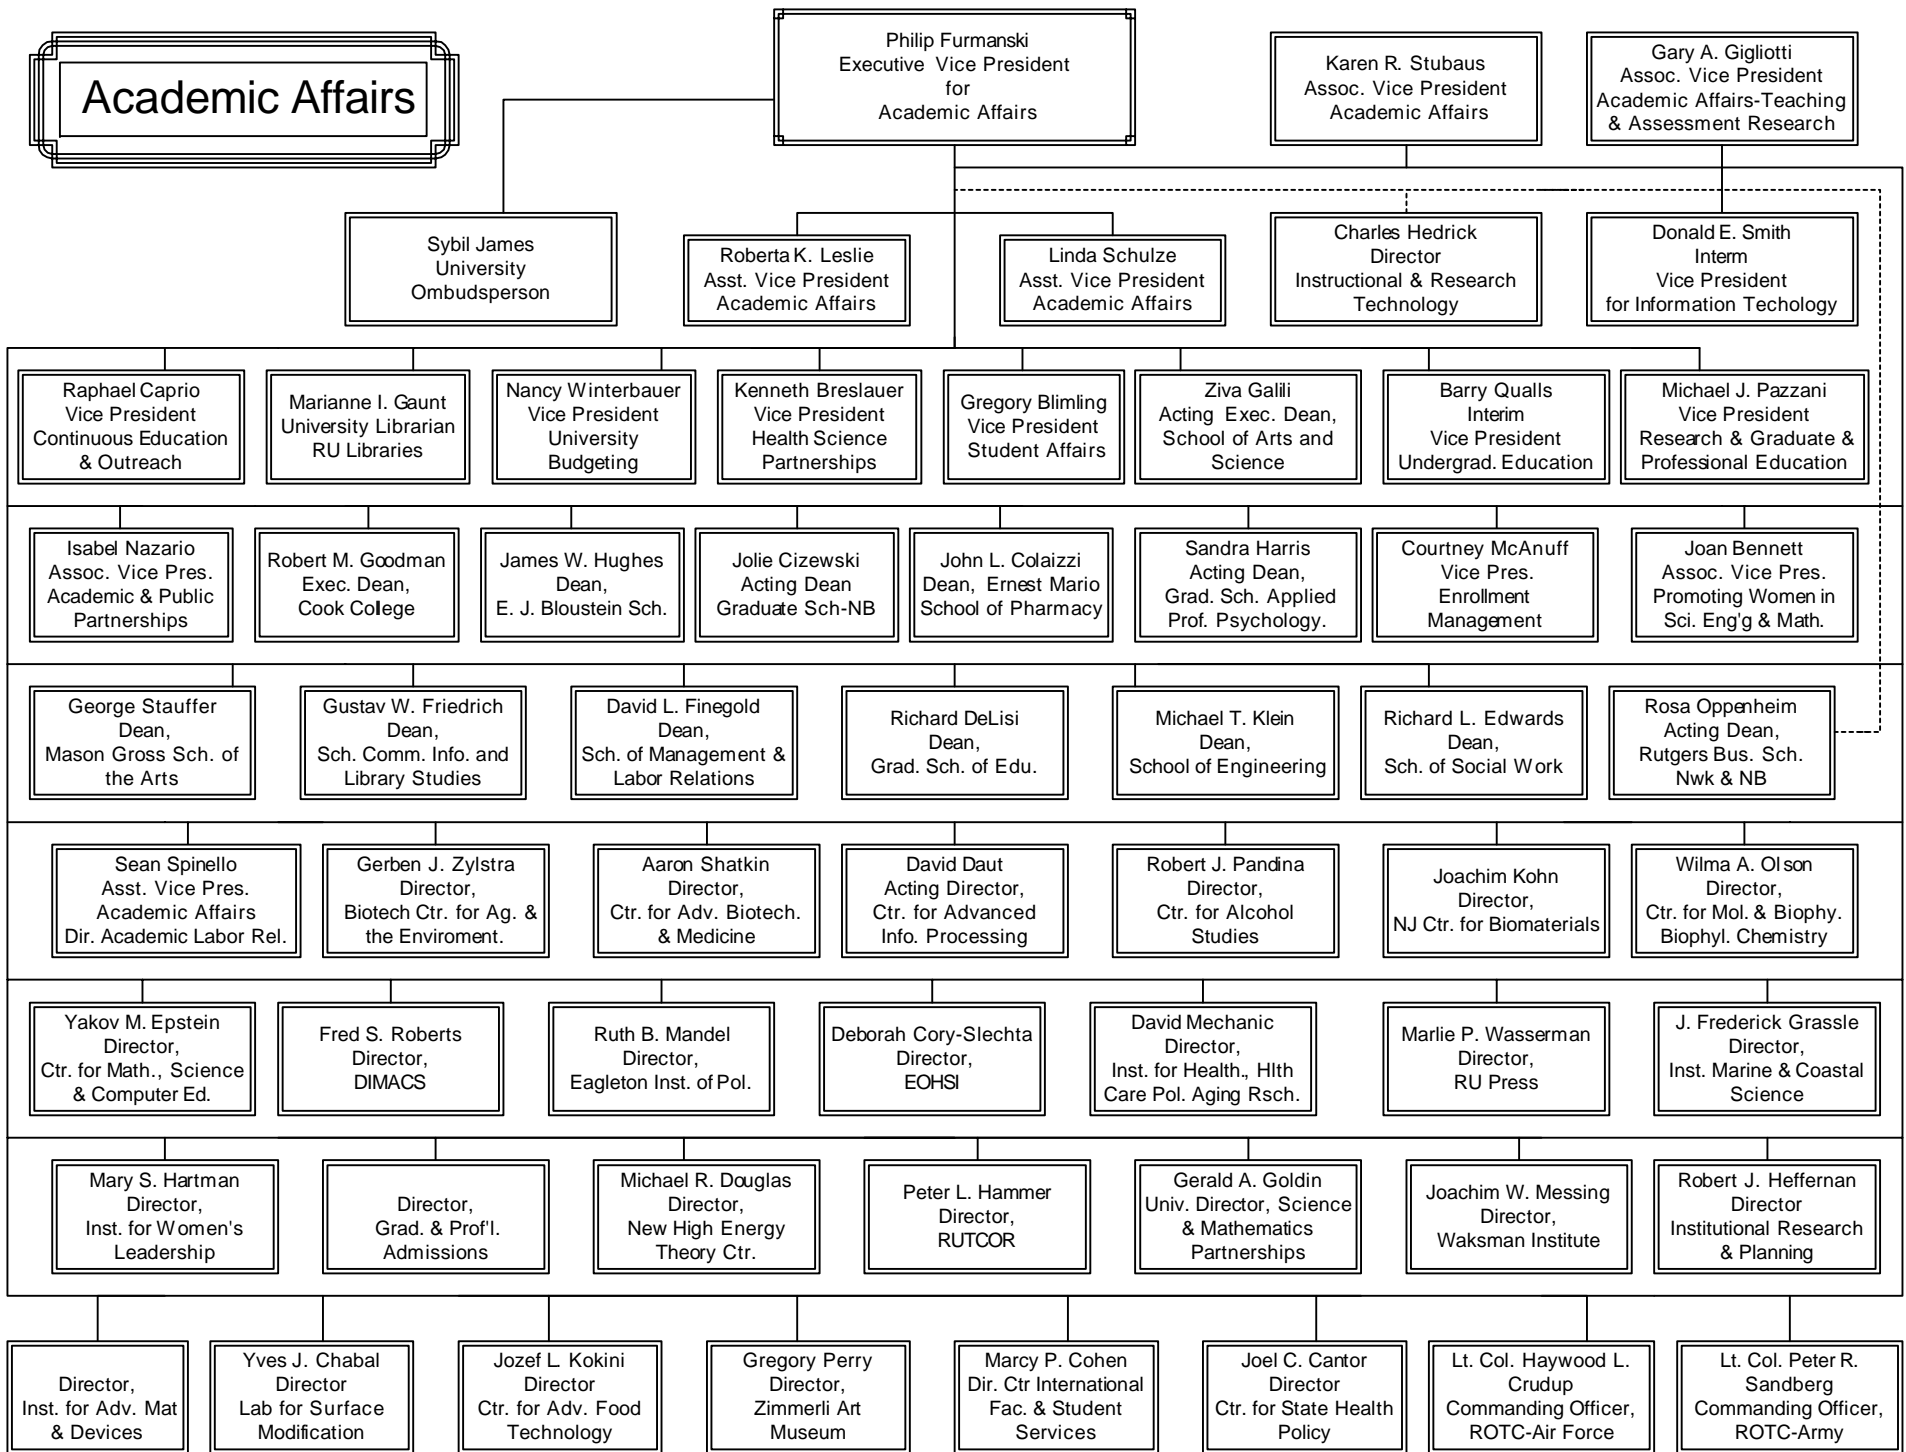 Academic Affairs
Philip Furmanski
Executive Vice President
for
Academic Affairs
Karen R. Stubaus
Assoc. Vice President
Academic Affairs
Gary A. Gigliotti
Assoc. Vice President
Academic Affairs-Teaching
& Assessment Research
Sybil James
University
Ombudsperson
Roberta K. Leslie
Asst. Vice President
Academic Affairs
Linda Schulze
Asst. Vice President
Academic Affairs
Charles Hedrick
Director
Instructional & Research
Technology
Donald E. Smith
Interm
Vice President
for Information Techology
Raphael Caprio
Vice President
Continuous Education
& Outreach
Marianne I. Gaunt
University Librarian
RU Libraries
Nancy Winterbauer
Vice President
University
Budgeting
Kenneth Breslauer
Vice President
Health Science
Partnerships
Gregory Blimling
Vice President
Student Affairs
Ziva Galili
Acting Exec. Dean,
School of Arts and
Science
Barry Qualls
Interim
Vice President
Undergrad. Education
Michael J. Pazzani
Vice President
Research & Graduate &
Professional Education
Isabel Nazario
Assoc. Vice Pres.
Academic & Public
Partnerships
Robert M. Goodman
Exec. Dean,
Cook College
James W. Hughes
Dean,
E. J. Bloustein Sch.
Jolie Cizewski
Acting Dean
Graduate Sch-NB
John L. Colaizzi
Dean, Ernest Mario
School of Pharmacy
Sandra Harris
Acting Dean,
Grad. Sch. Applied
Prof. Psychology.
Courtney McAnuff
Vice Pres.
Enrollment
Management
Joan Bennett
Assoc. Vice Pres.
Promoting Women in
Sci. Eng'g & Math.
George Stauffer
Dean,
Mason Gross Sch. of
the Arts
Gustav W. Friedrich
Dean,
Sch. Comm. Info. and
Library Studies
David L. Finegold
Dean,
Sch. of Management &
Labor Relations
Richard DeLisi
Dean,
Grad. Sch. of Edu.
Michael T. Klein
Dean,
School of Engineering
Richard L. Edwards
Dean,
Sch. of Social Work
Rosa Oppenheim
Acting Dean,
Rutgers Bus. Sch.
Nwk & NB
Sean Spinello
Asst. Vice Pres.
Academic Affairs
Dir. Academic Labor Rel.
Gerben J. Zylstra
Director,
Biotech Ctr. for Ag. &
the Enviroment.
Aaron Shatkin
Director,
Ctr. for Adv. Biotech.
& Medicine
David Daut
Acting Director,
Ctr. for Advanced
Info. Processing
Robert J. Pandina
Director,
Ctr. for Alcohol
Studies
Joachim Kohn
Director,
NJ Ctr. for Biomaterials
Wilma A. Olson
Director,
Ctr. for Mol. & Biophy.
Biophyl. Chemistry
Yakov M. Epstein
Director,
Ctr. for Math., Science
& Computer Ed.
Fred S. Roberts
Director,
DIMACS
Ruth B. Mandel
Director,
Eagleton Inst. of Pol.
Deborah Cory-Slechta
Director,
EOHSI
David Mechanic
Director,
Inst. for Health., Hlth
Care Pol. Aging Rsch.
Marlie P. Wasserman
Director,
RU Press
J. Frederick Grassle
Director,
Inst. Marine & Coastal
Science
Mary S. Hartman
Director,
Inst. for Women's
Leadership
Director,
Grad. & Prof'l.
Admissions
Michael R. Douglas
Director,
New High Energy
Theory Ctr.
Peter L. Hammer
Director,
RUTCOR
Gerald A. Goldin
Univ. Director, Science
& Mathematics
Partnerships
Joachim W. Messing
Director,
Waksman Institute
Robert J. Heffernan
Director
Institutional Research
& Planning
Director,
Inst. for Adv. Mat
& Devices
Yves J. Chabal
Director
Lab for Surface
Modification
Jozef L. Kokini
Director
Ctr. for Adv. Food
Technology
Gregory Perry
Director,
Zimmerli Art
Museum
Marcy P. Cohen
Dir. Ctr International
Fac. & Student
Services
Joel C. Cantor
Director
Ctr. for State Health
Policy
Lt. Col. Haywood L.
Crudup
Commanding Officer,
ROTC-Air Force
Lt. Col. Peter R.
Sandberg
Commanding Officer,
ROTC-Army